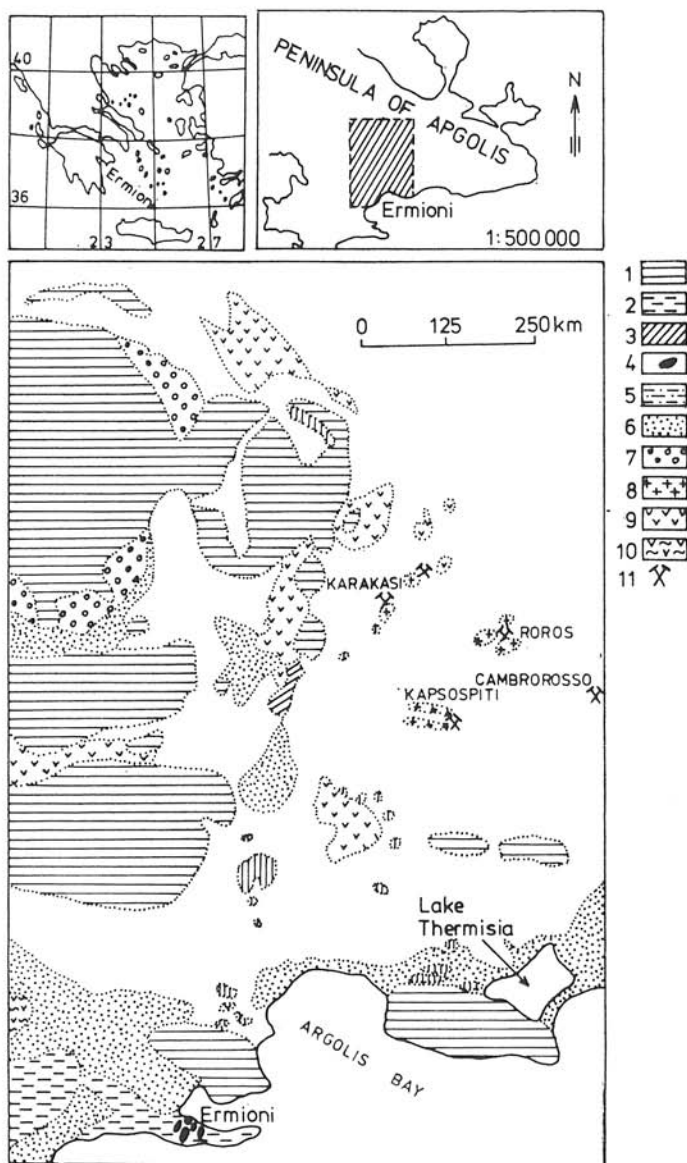 40
36
23
27
Ermioni
PENINSULA OF APGOLIS
N
Ermioni
1:500 000
0 125 250 km
1
2
3
4
5
6
7
8
9
10
11
KARAKASI
ROROS
CAMBROROSSO
KAPSOSPITI
Lake
Thermisia
ARGOLIS BAY
Ermioni